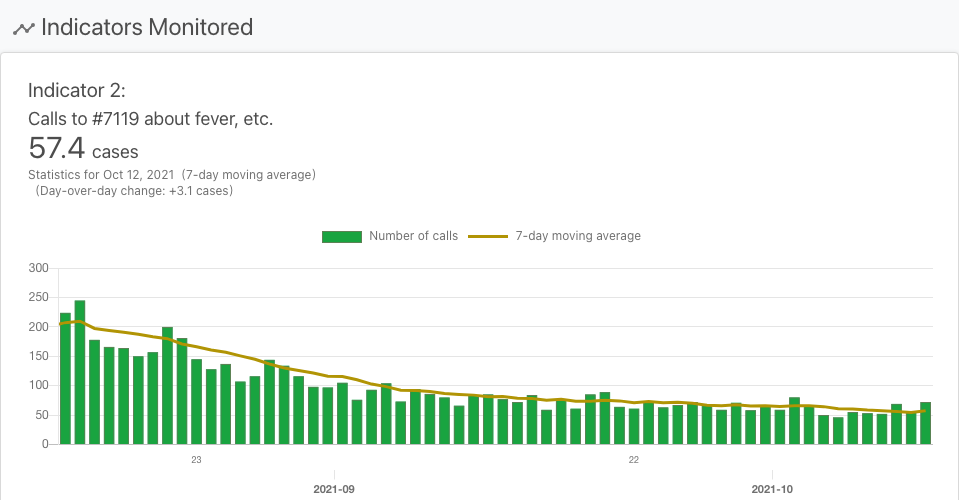 Indicators Monitored
Indicator 2:
Calls to #7119 about fever, etc.
57.4 cases
Statistics for Oct 12, 2021 (7-day moving average)
(Day-over-day change: +3.1 cases)
Number of calls 7-day moving average
300
250
200
150
100
50
0
23 22
2021-09 2021-10